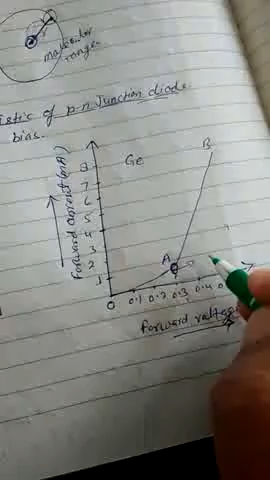 molecular
range
istic of p-n junction diode
bias.
Forward current (mA)
8
7
6
5
4
3
2
1
Ge
B
A
0
0.1 0.2 0.3 0.4
Forward voltage